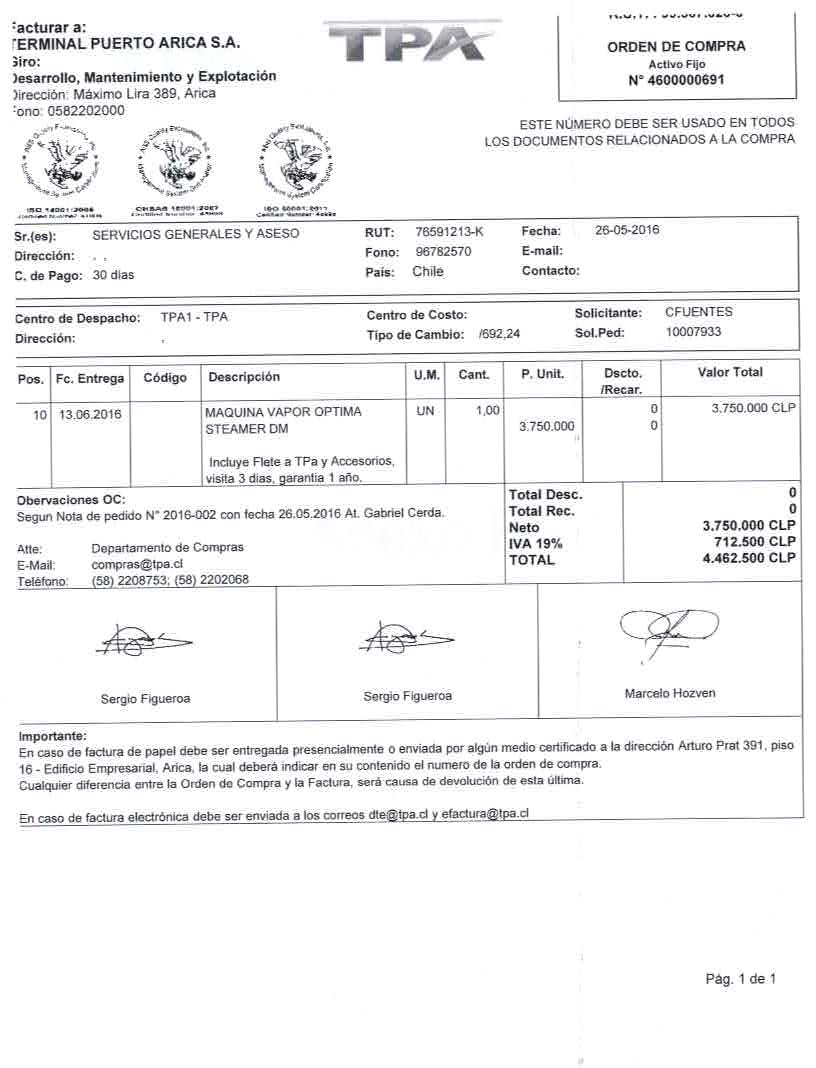 Facturar a:
TERMINAL PUERTO ARICA S.A.
Giro:
Desarrollo, Mantenimiento y Explotación
Dirección: Máximo Lira 389, Arica
Fono: 0582202000
TPA
ORDEN DE COMPRA
Activo Fijo
N° 4600000691
ESTE NÚMERO DEBE SER USADO EN TODOS
LOS DOCUMENTOS RELACIONADOS A LA COMPRA
ISO 14001:2004
OHSAS 18001:2007
ISO 50001:2011
Sr.(es): SERVICIOS GENERALES Y ASEO RUT: 76591213-K Fecha: 26-05-2016
Dirección: , , Fono: 96782570 E-mail:
C. de Pago: 30 dias País: Chile Contacto:
Centro de Despacho: TPA1 - TPA Centro de Costo: Solicitante: CFUENTES
Dirección: , Tipo de Cambio: /692,24 Sol.Ped: 10007933
Pos. Fc. Entrega Código Descripción U.M. Cant. P. Unit. Dscto. /Recar. Valor Total
10 13.06.2016 MAQUINA VAPOR OPTIMA UN 1,00 0 3.750.000 CLP
STEAMER DM 3.750.000 0
Incluye Flete a TPa y Accesorios,
visita 3 dias, garantia 1 año.
Obervaciones OC: Total Desc. 0
Segun Nota de pedido N° 2016-002 con fecha 26.05.2016 At. Gabriel Cerda. Total Rec. 0
Neto 3.750.000 CLP
Atte: Departamento de Compras IVA 19% 712.500 CLP
E-Mail: compras@tpa.cl TOTAL 4.462.500 CLP
Teléfono: (58) 2208753; (58) 2202068
Sergio Figueroa Sergio Figueroa Marcelo Hozven
Importante:
En caso de factura de papel debe ser entregada presencialmente o enviada por algún medio certificado a la dirección Arturo Prat 391, piso
16 - Edificio Empresarial, Arica, la cual deberá indicar en su contenido el numero de la orden de compra.
Cualquier diferencia entre la Orden de Compra y la Factura, será causa de devolución de esta última.
En caso de factura electrónica debe ser enviada a los correos dte@tpa.cl y efactura@tpa.cl
Pág. 1 de 1